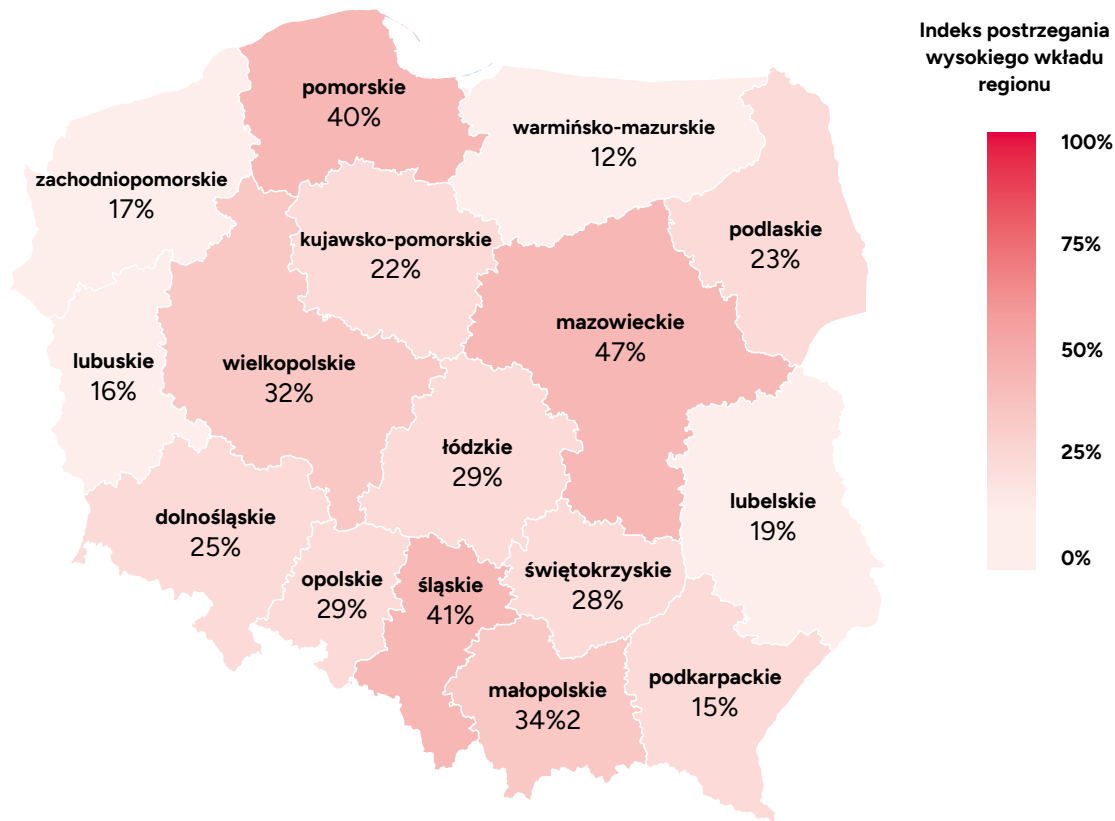 Indeks postrzegania
wysokiego wkładu
regionu
100%
75%
50%
25%
0%
pomorskie
40%
warmińsko-mazurskie
12%
zachodniopomorskie
17%
kujawsko-pomorskie
22%
podlaskie
23%
mazowieckie
47%
lubuskie
16%
wielkopolskie
32%
łódzkie
29%
lubelskie
19%
dolnośląskie
25%
opolskie
29%
śląskie
41%
świętokrzyskie
28%
małopolskie
34%2
podkarpackie
15%